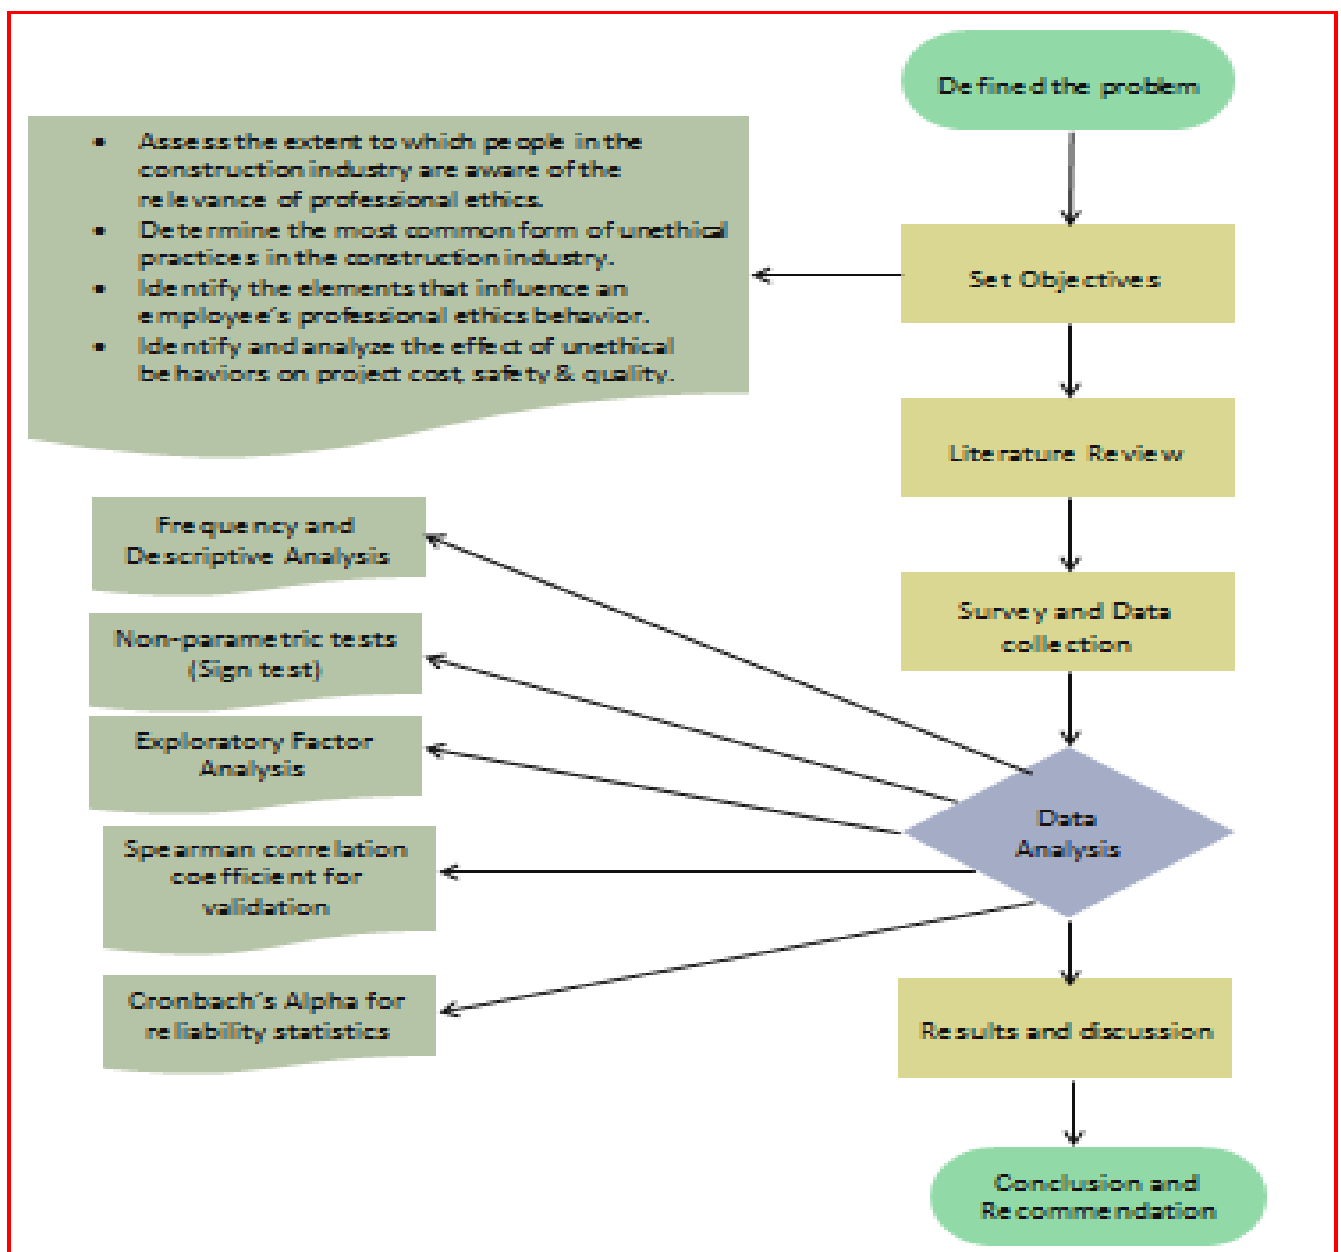 Defined the problem
• Assess the extent to which people in the
construction industry are aware of the
relevance of professional ethics.
• Determine the most common form of unethical
practices in the construction industry.
• Identify the elements that influence an
employee's professional ethics behavior.
• Identify and analyze the effect of unethical
behaviors on project cost, safety & quality.
Set Objectives
Literature Review
Survey and Data
collection
Data
Analysis
Frequency and
Descriptive Analysis
Non-parametric tests
(Sign test)
Exploratory Factor
Analysis
Spearman correlation
coefficient for
validation
Cronbach's Alpha for
reliability statistics
Results and discussion
Conclusion and
Recommendation